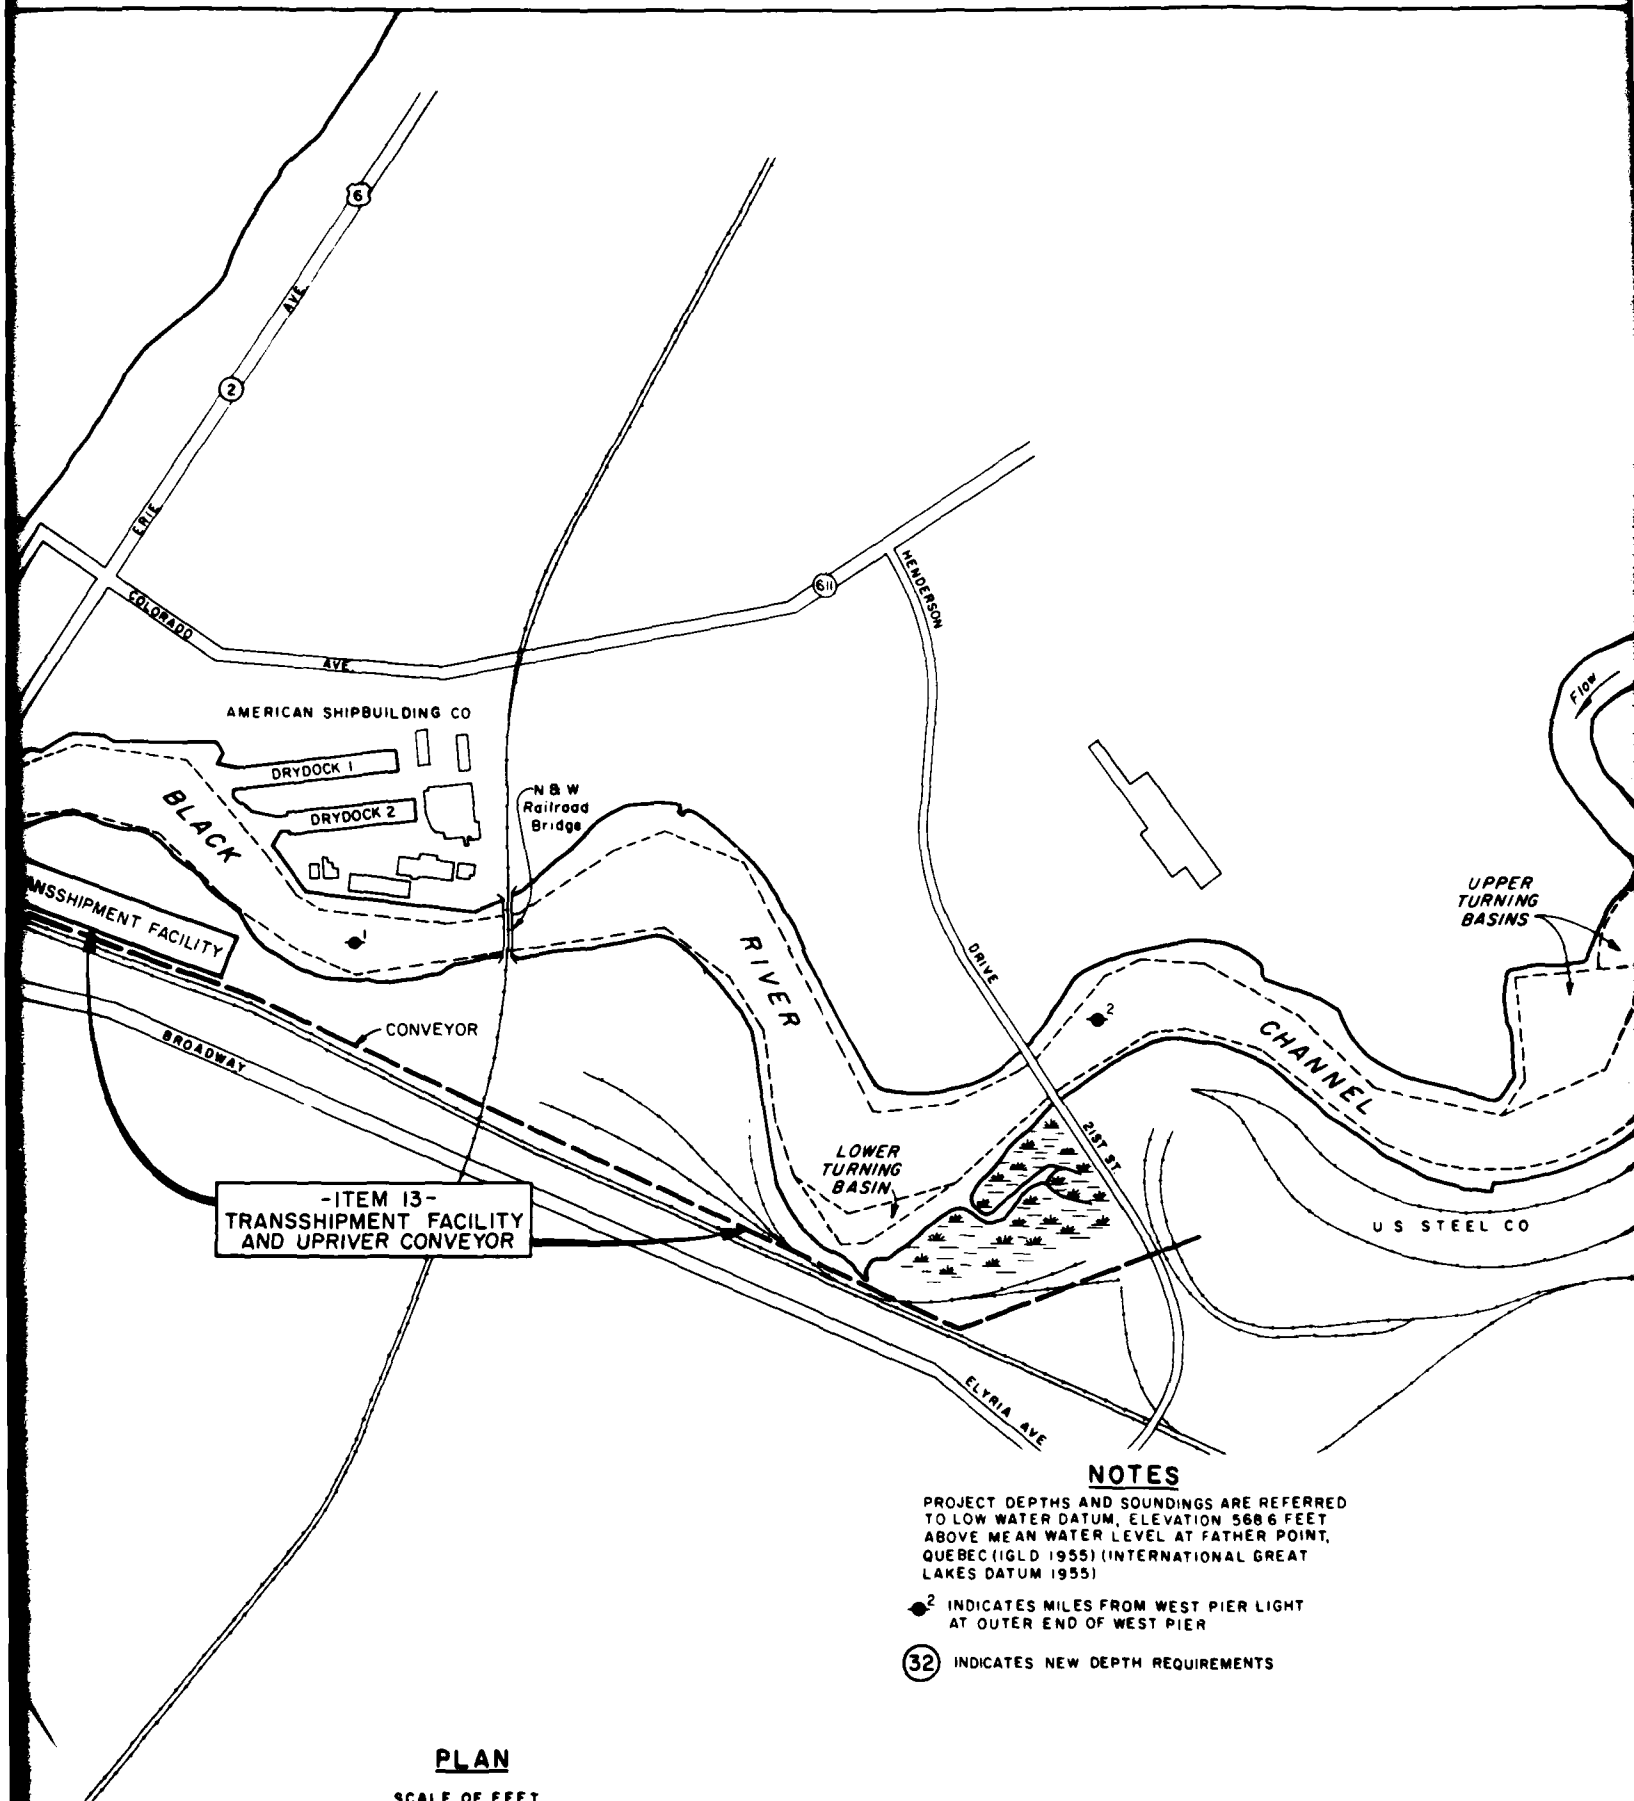 6
AVE.
2
ERIE
COLORADO
AVE.
611
HENDERSON
Flow
AMERICAN SHIPBUILDING CO
DRYDOCK 1
DRYDOCK 2
N & W
Railroad
Bridge
BLACK
RIVER
CHANNEL
DRIVE
UPPER
TURNING
BASINS
TRANSSHIPMENT FACILITY
1
2
CONVEYOR
BROADWAY
LOWER
TURNING
BASIN
21ST ST.
U S STEEL CO
-ITEM 13-
TRANSSHIPMENT FACILITY
AND UPRIVER CONVEYOR
ELYRIA AVE
NOTES
PROJECT DEPTHS AND SOUNDINGS ARE REFERRED
TO LOW WATER DATUM, ELEVATION 568 6 FEET
ABOVE MEAN WATER LEVEL AT FATHER POINT,
QUEBEC (IGLD 1955) (INTERNATIONAL GREAT
LAKES DATUM 1955)
2 INDICATES MILES FROM WEST PIER LIGHT
AT OUTER END OF WEST PIER
32 INDICATES NEW DEPTH REQUIREMENTS
PLAN
SCALE OF FEET